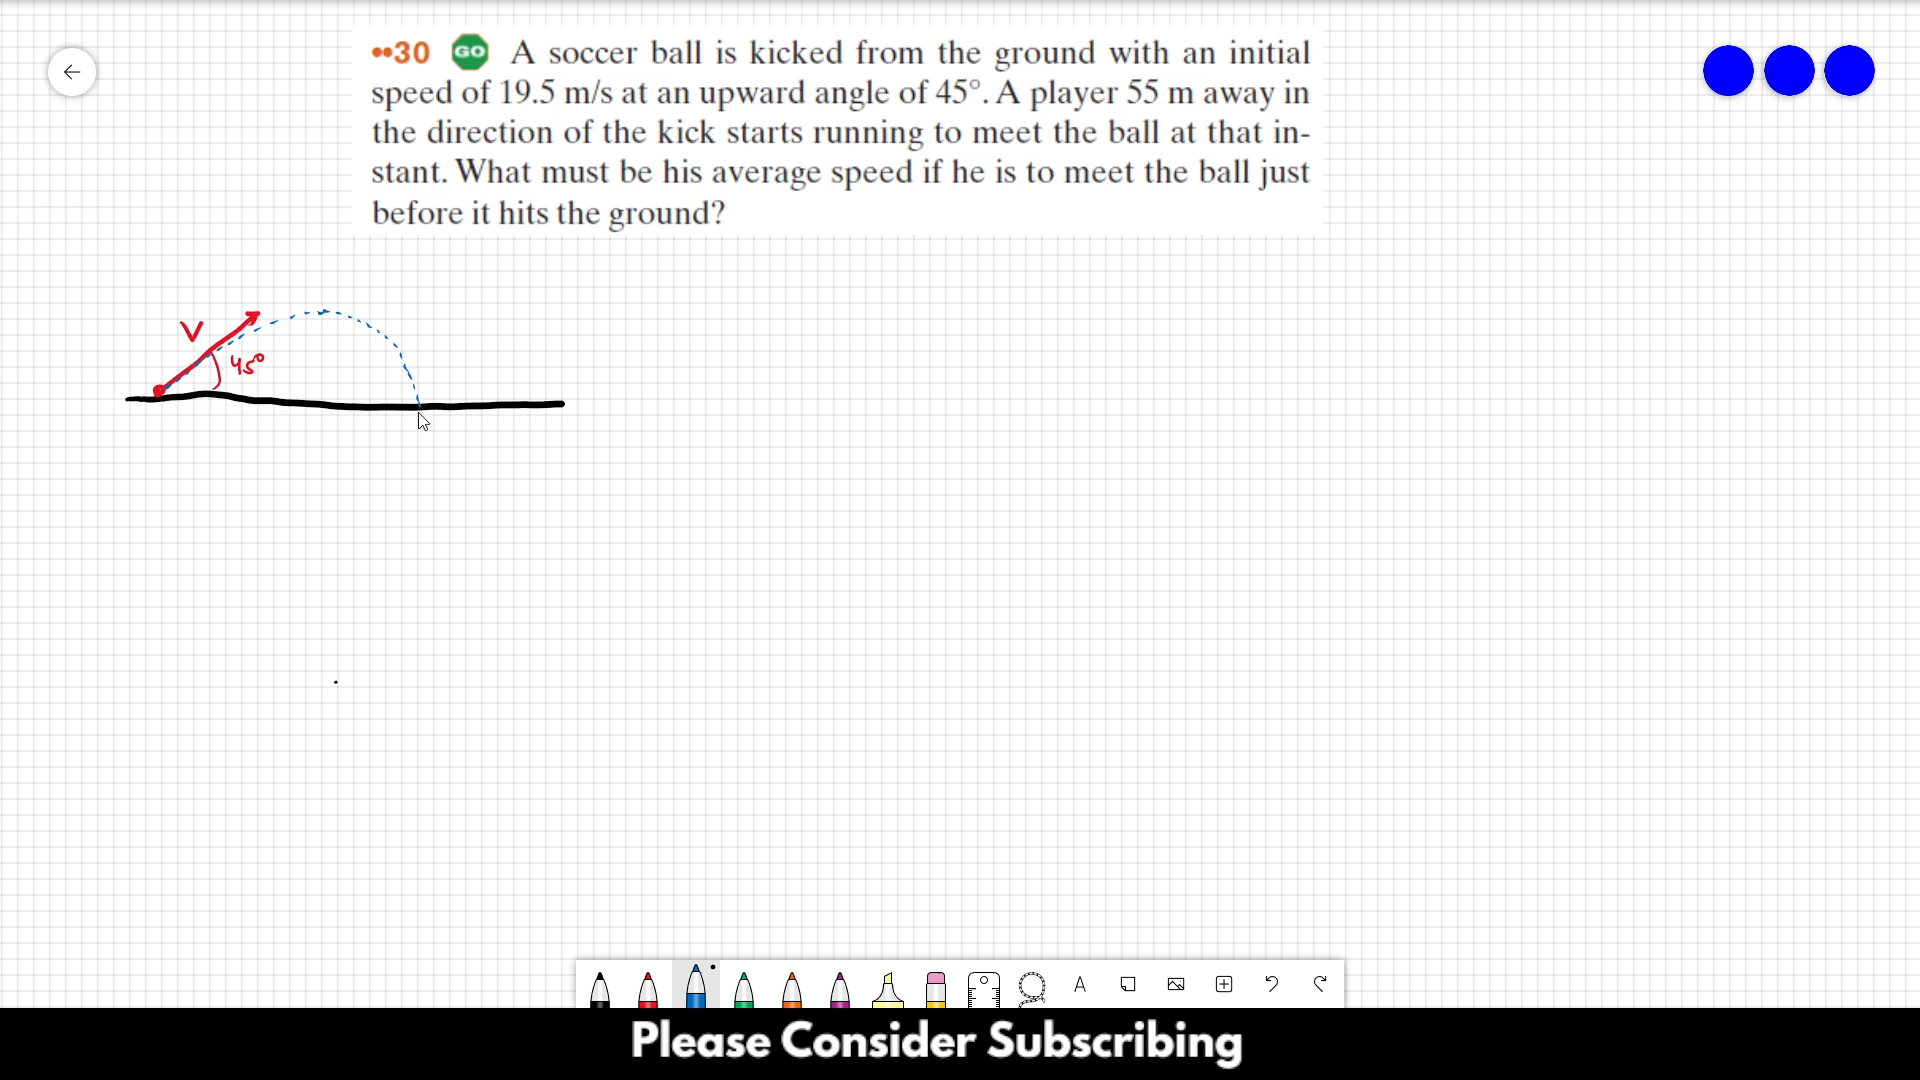 ••30 GO A soccer ball is kicked from the ground with an initial
speed of 19.5 m/s at an upward angle of 45°. A player 55 m away in
the direction of the kick starts running to meet the ball at that in-
stant. What must be his average speed if he is to meet the ball just
before it hits the ground?
V
45°
A
Please Consider Subscribing